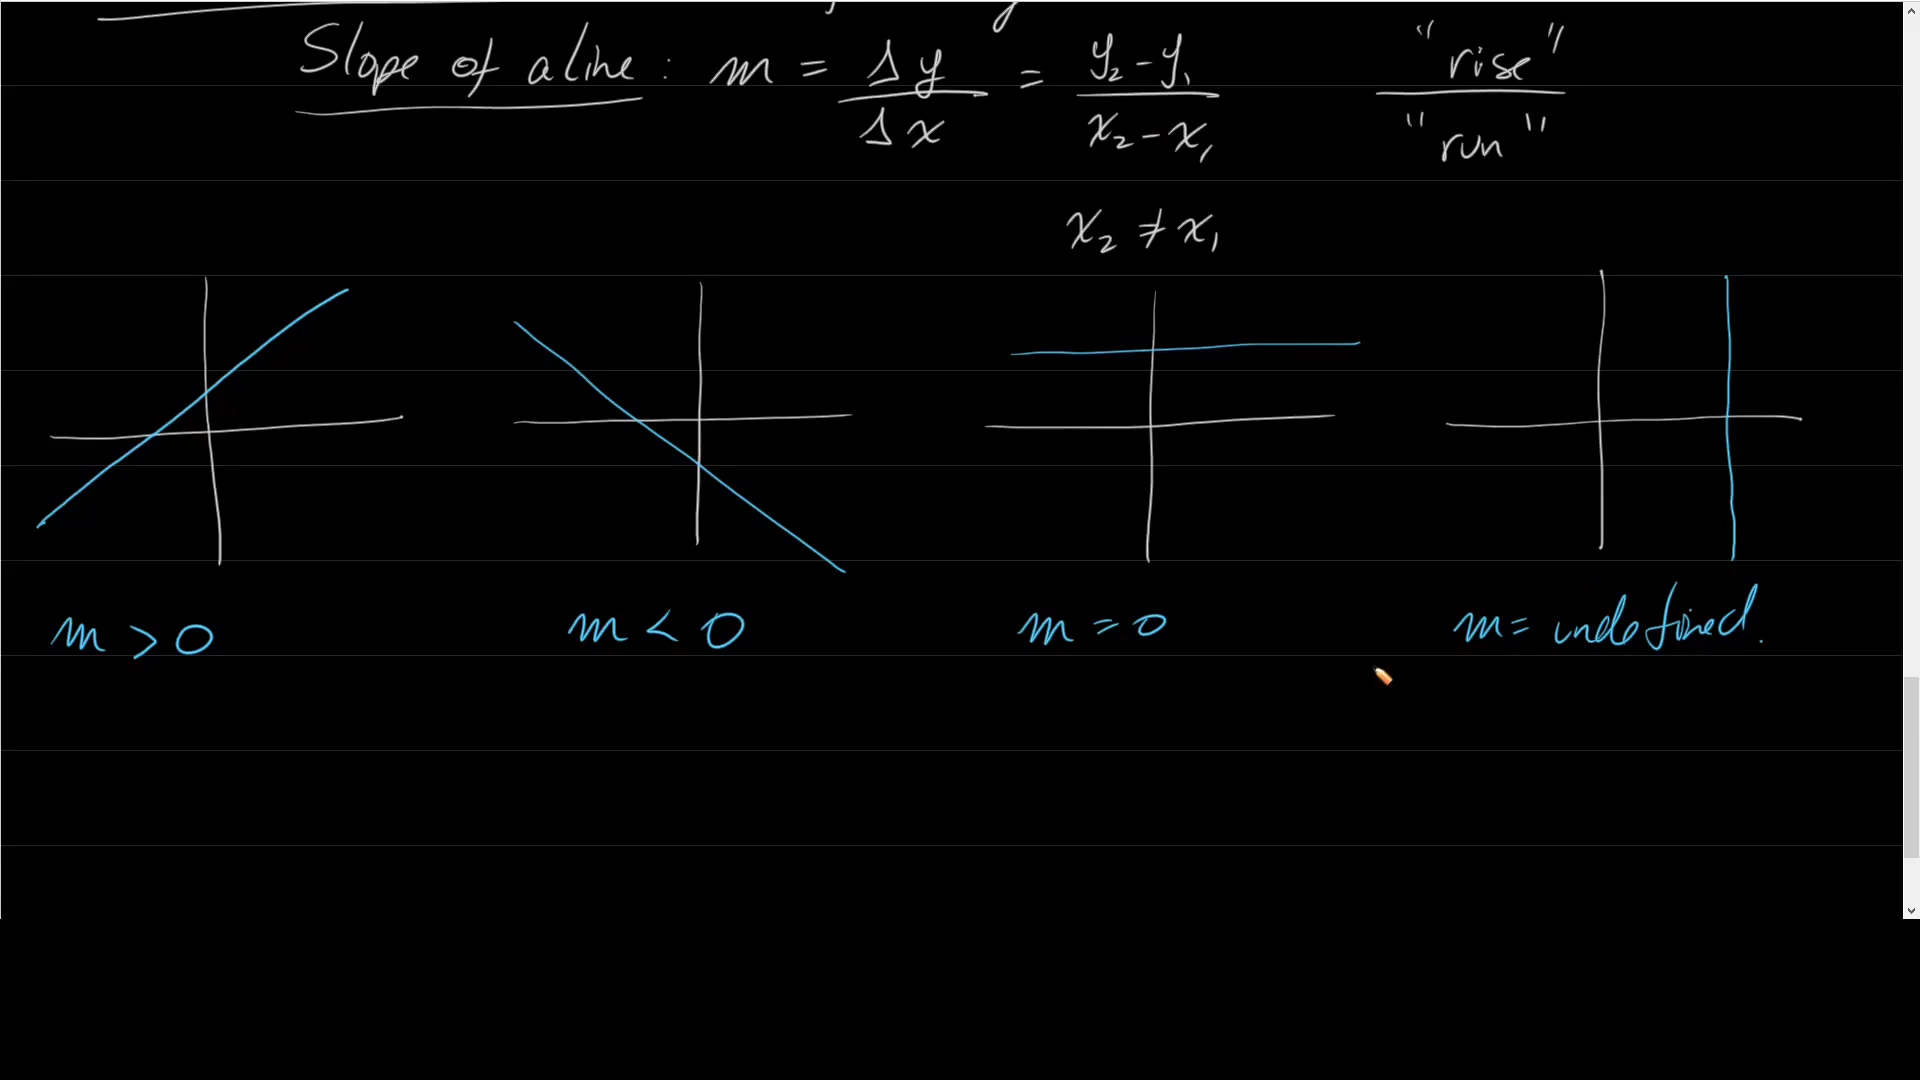 Slope of a line : m = Δy / Δx = y₂ - y₁ / x₂ - x₁ "rise" / "run"
x₂ ≠ x₁
m > 0 m < 0 m = 0 m = undefined.